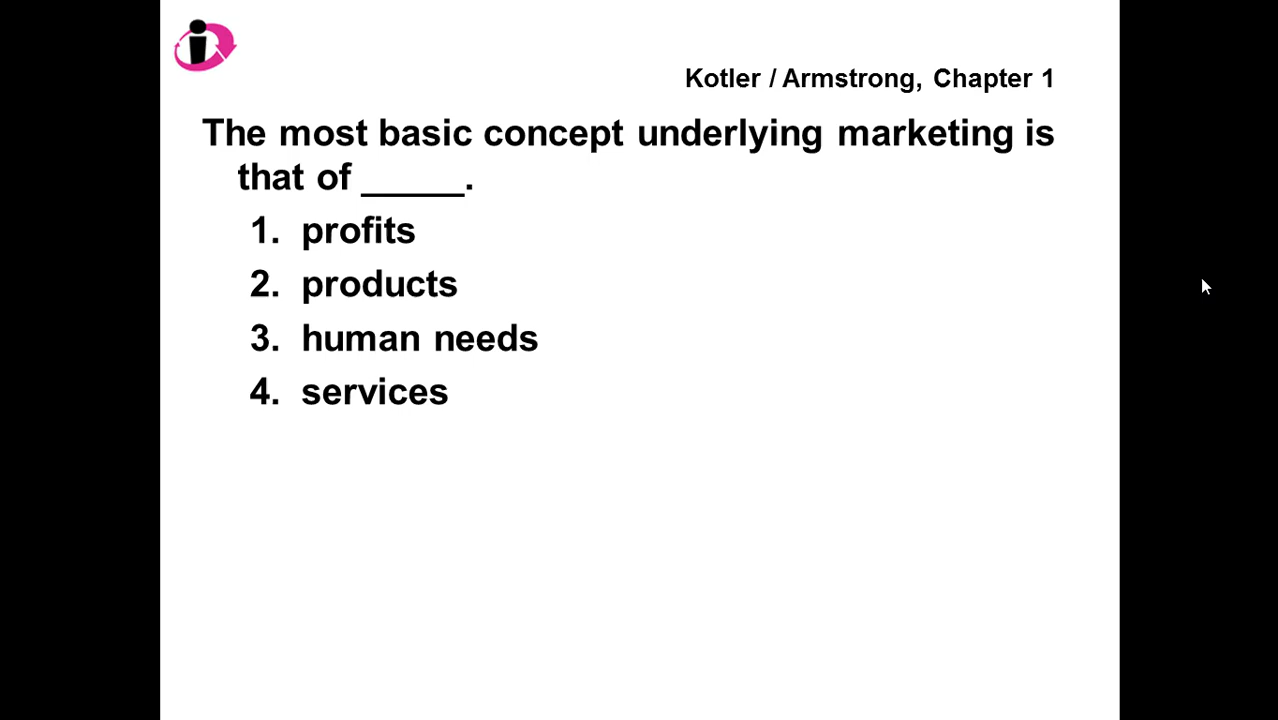 Kotler / Armstrong, Chapter 1
The most basic concept underlying marketing is
that of _____.
1. profits
2. products
3. human needs
4. services